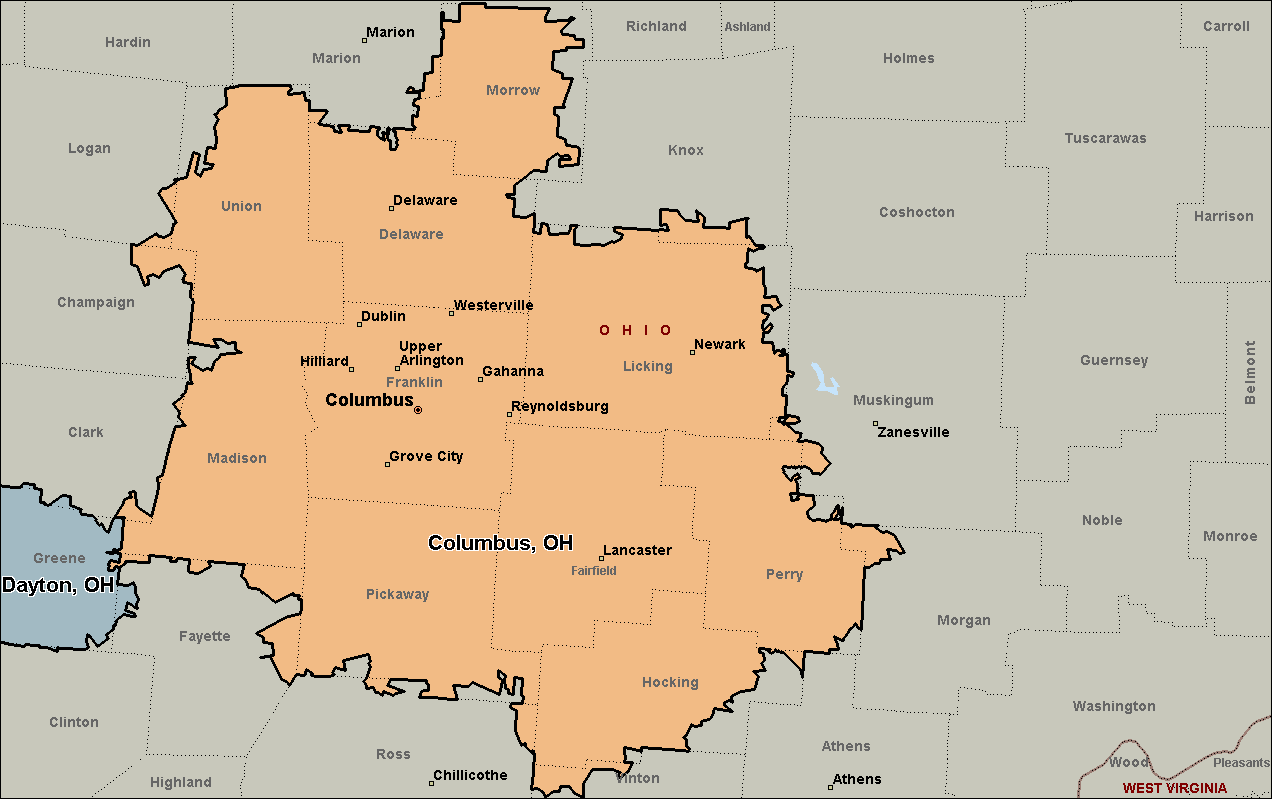 Richland
Ashland
Carroll
Marion
Hardin
Marion
Holmes
Morrow
Tuscarawas
Logan
Knox
Delaware
Union
Coshocton
Harrison
Delaware
Champaign
Westerville
Dublin
OHIO
Newark
Upper
Arlington
Hilliard
Gahanna
Licking
Guernsey
Belmont
Franklin
Columbus
Reynoldsburg
Muskingum
Zanesville
Clark
Madison
Grove City
Noble
Monroe
Columbus, OH
Lancaster
Fairfield
Greene
Dayton, OH
Perry
Pickaway
Morgan
Fayette
Hocking
Washington
Clinton
Ross
Athens
Wood
Pleasants
Chillicothe
Vinton
Athens
Highland
WEST VIRGINIA